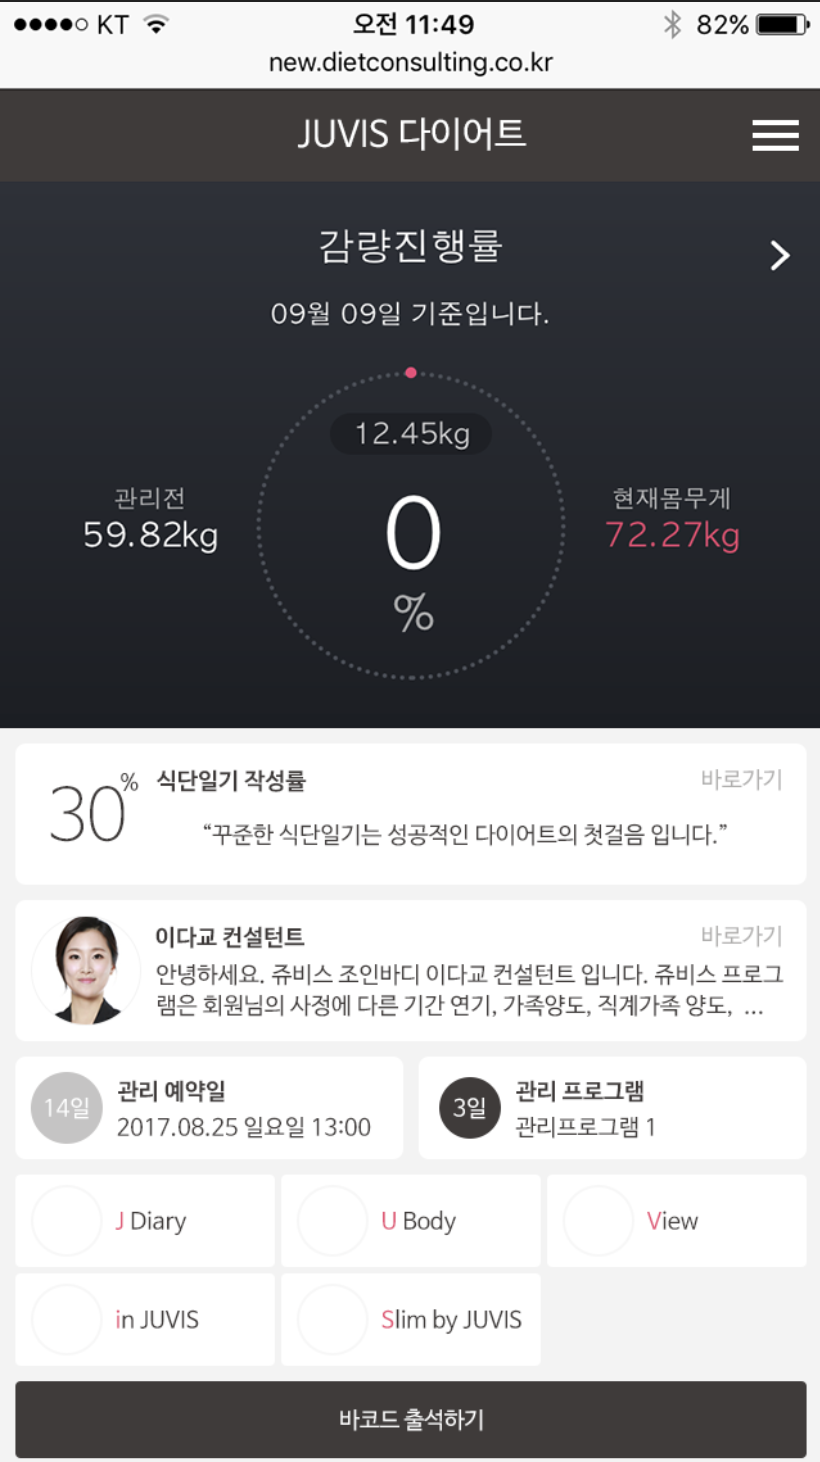 KT 오전 11:49 82%
new.dietconsulting.co.kr
JUVIS 다이어트
감량진행률
09월 09일 기준입니다.
12.45kg
관리전
59.82kg
0
%
현재몸무게
72.27kg
30%
식단일기 작성률 바로가기
“꾸준한 식단일기는 성공적인 다이어트의 첫걸음 입니다.”
이다교 컨설턴트 바로가기
안녕하세요. 쥬비스 조인바디 이다교 컨설턴트 입니다. 쥬비스 프로그
램은 회원님의 사정에 다른 기간 연기, 가족양도, 직계가족 양도, ...
14일
관리 예약일
2017.08.25 일요일 13:00
3일
관리 프로그램
관리프로그램 1
J Diary
U Body
View
in JUVIS
Slim by JUVIS
바코드 출석하기